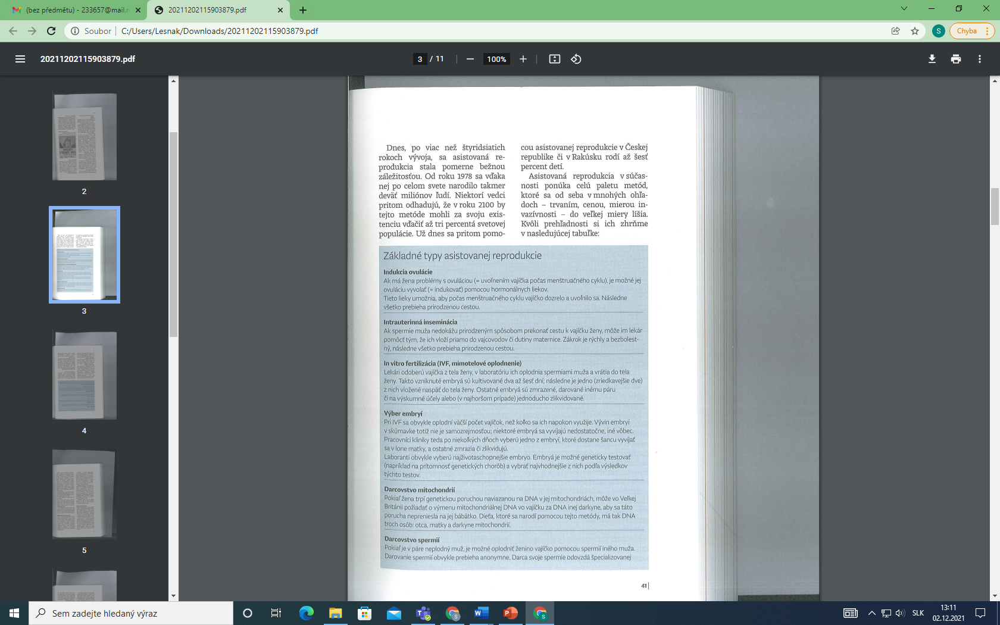 (bez předmětu) - 233657@mail.m
20211202115903879.pdf
Soubor
C:/Users/Lesnak/Downloads/20211202115903879.pdf
S
Chyba
20211202115903879.pdf
3 / 11
100%
2
3
4
5
Dnes, po viac než štyridsiatich
rokoch vývoja, sa asistovaná re-
produkcia stala pomerne bežnou
záležitosťou. Od roku 1978 sa vďaka
nej po celom svete narodilo takmer
deväť miliónov ľudí. Niektorí vedci
pritom odhadujú, že v roku 2100 by
tejto metóde mohli za svoju exis-
tenciu vďačiť až tri percentá svetovej
populácie. Už dnes sa pritom pomo-
cou asistovanej reprodukcie v Českej
republike či v Rakúsku rodí až šesť
percent detí.
Asistovaná reprodukcia v súčas-
nosti ponúka celú paletu metód,
ktoré sa od seba v mnohých ohľa-
doch – trvaním, cenou, mierou in-
vazívnosti – do veľkej miery líšia.
Kvôli prehľadnosti si ich zhrňme
v nasledujúcej tabuľke:
Základné typy asistovanej reprodukcie
Indukcia ovulácie
Ak má žena problémy s ovuláciou (= uvoľnením vajíčka počas menštruačného cyklu), je možné jej
ovuláciu vyvolať (= indukovať) pomocou hormonálnych liekov.
Tieto lieky umožnia, aby počas menštruačného cyklu vajíčko dozrelo a uvoľnilo sa. Následne
všetko prebieha prirodzenou cestou.
Intrauterinná inseminácia
Ak spermie muža nedokážu prirodzeným spôsobom prekonať cestu k vajíčku ženy, môže im lekár
pomôcť tým, že ich vloží priamo do vajcovodov či dutiny maternice. Zákrok je rýchly a bezbolest-
ný, následne všetko prebieha prirodzenou cestou.
In vitro fertilizácia (IVF, mimotelové oplodnenie)
Lekári odoberú vajíčka z tela ženy, v laboratóriu ich oplodnia spermiami muža a vrátia do tela
ženy. Takto vzniknuté embryá sú kultivované dva až šesť dní; následne je jedno (zriedkavejšie dve)
z nich vložené naspäť do tela ženy. Ostatné embryá sú zmrazené, darované inému páru
či na výskumné účely alebo (v najhoršom prípade) jednoducho zlikvidované.
Výber embryí
Pri IVF sa obvykle oplodní väčší počet vajíčok, než koľko sa ich napokon využije. Vývin embryí
v skúmavke totiž nie je samozrejmosťou; niektoré embryá sa vyvíjajú nedostatočne, iné vôbec.
Pracovníci kliniky teda po niekoľkých dňoch vyberú jedno z embryí, ktoré dostane šancu vyvíjať
sa v lone matky, a ostatné zmrazia či zlikvidujú.
Laboranti obvykle vyberú najživotaschopnejšie embryo. Embryá je možné geneticky testovať
(napríklad na prítomnosť genetických chorôb) a vybrať najvhodnejšie z nich podľa výsledkov
týchto testov.
Darcovstvo mitochondrií
Pokiaľ žena trpí genetickou poruchou naviazanou na DNA v jej mitochondriách, môže vo Veľkej
Británii požiadať o výmenu mitochondriálnej DNA vo vajíčku za DNA inej darkyne, aby sa táto
porucha nepreniesla na jej bábätko. Dieťa, ktoré sa narodí pomocou tejto metódy, má tak DNA
troch osôb: otca, matky a darkyne mitochondrií.
Darcovstvo spermií
Pokiaľ je v páre neplodný muž, je možné oplodniť ženino vajíčko pomocou spermií iného muža.
Darovanie spermií obvykle prebieha anonymne. Darca svoje spermie odovzdá špecializovanej
41
Sem zadejte hledaný výraz
SLK
13:11
02.12.2021